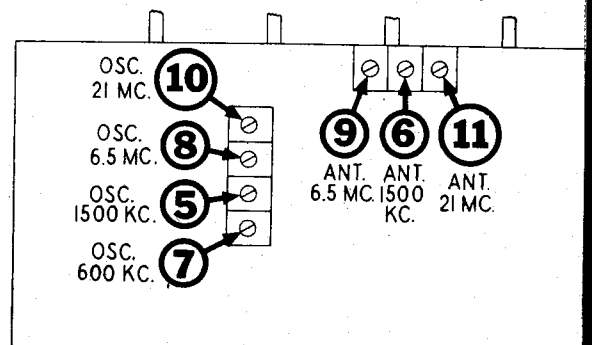 OSC.
21 MC.
10
OSC.
6.5 MC.
8
OSC.
1500 KC.
5
OSC.
600 KC.
7
9
6
11
ANT.
6.5 MC.
ANT.
1500
KC.
ANT.
21 MC.